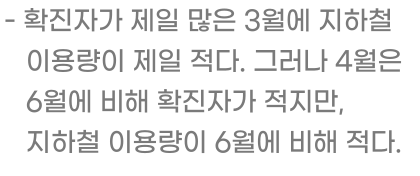 - 확진자가 제일 많은 3월에 지하철
이용량이 제일 적다. 그러나 4월은
6월에 비해 확진자가 적지만,
지하철 이용량이 6월에 비해 적다.